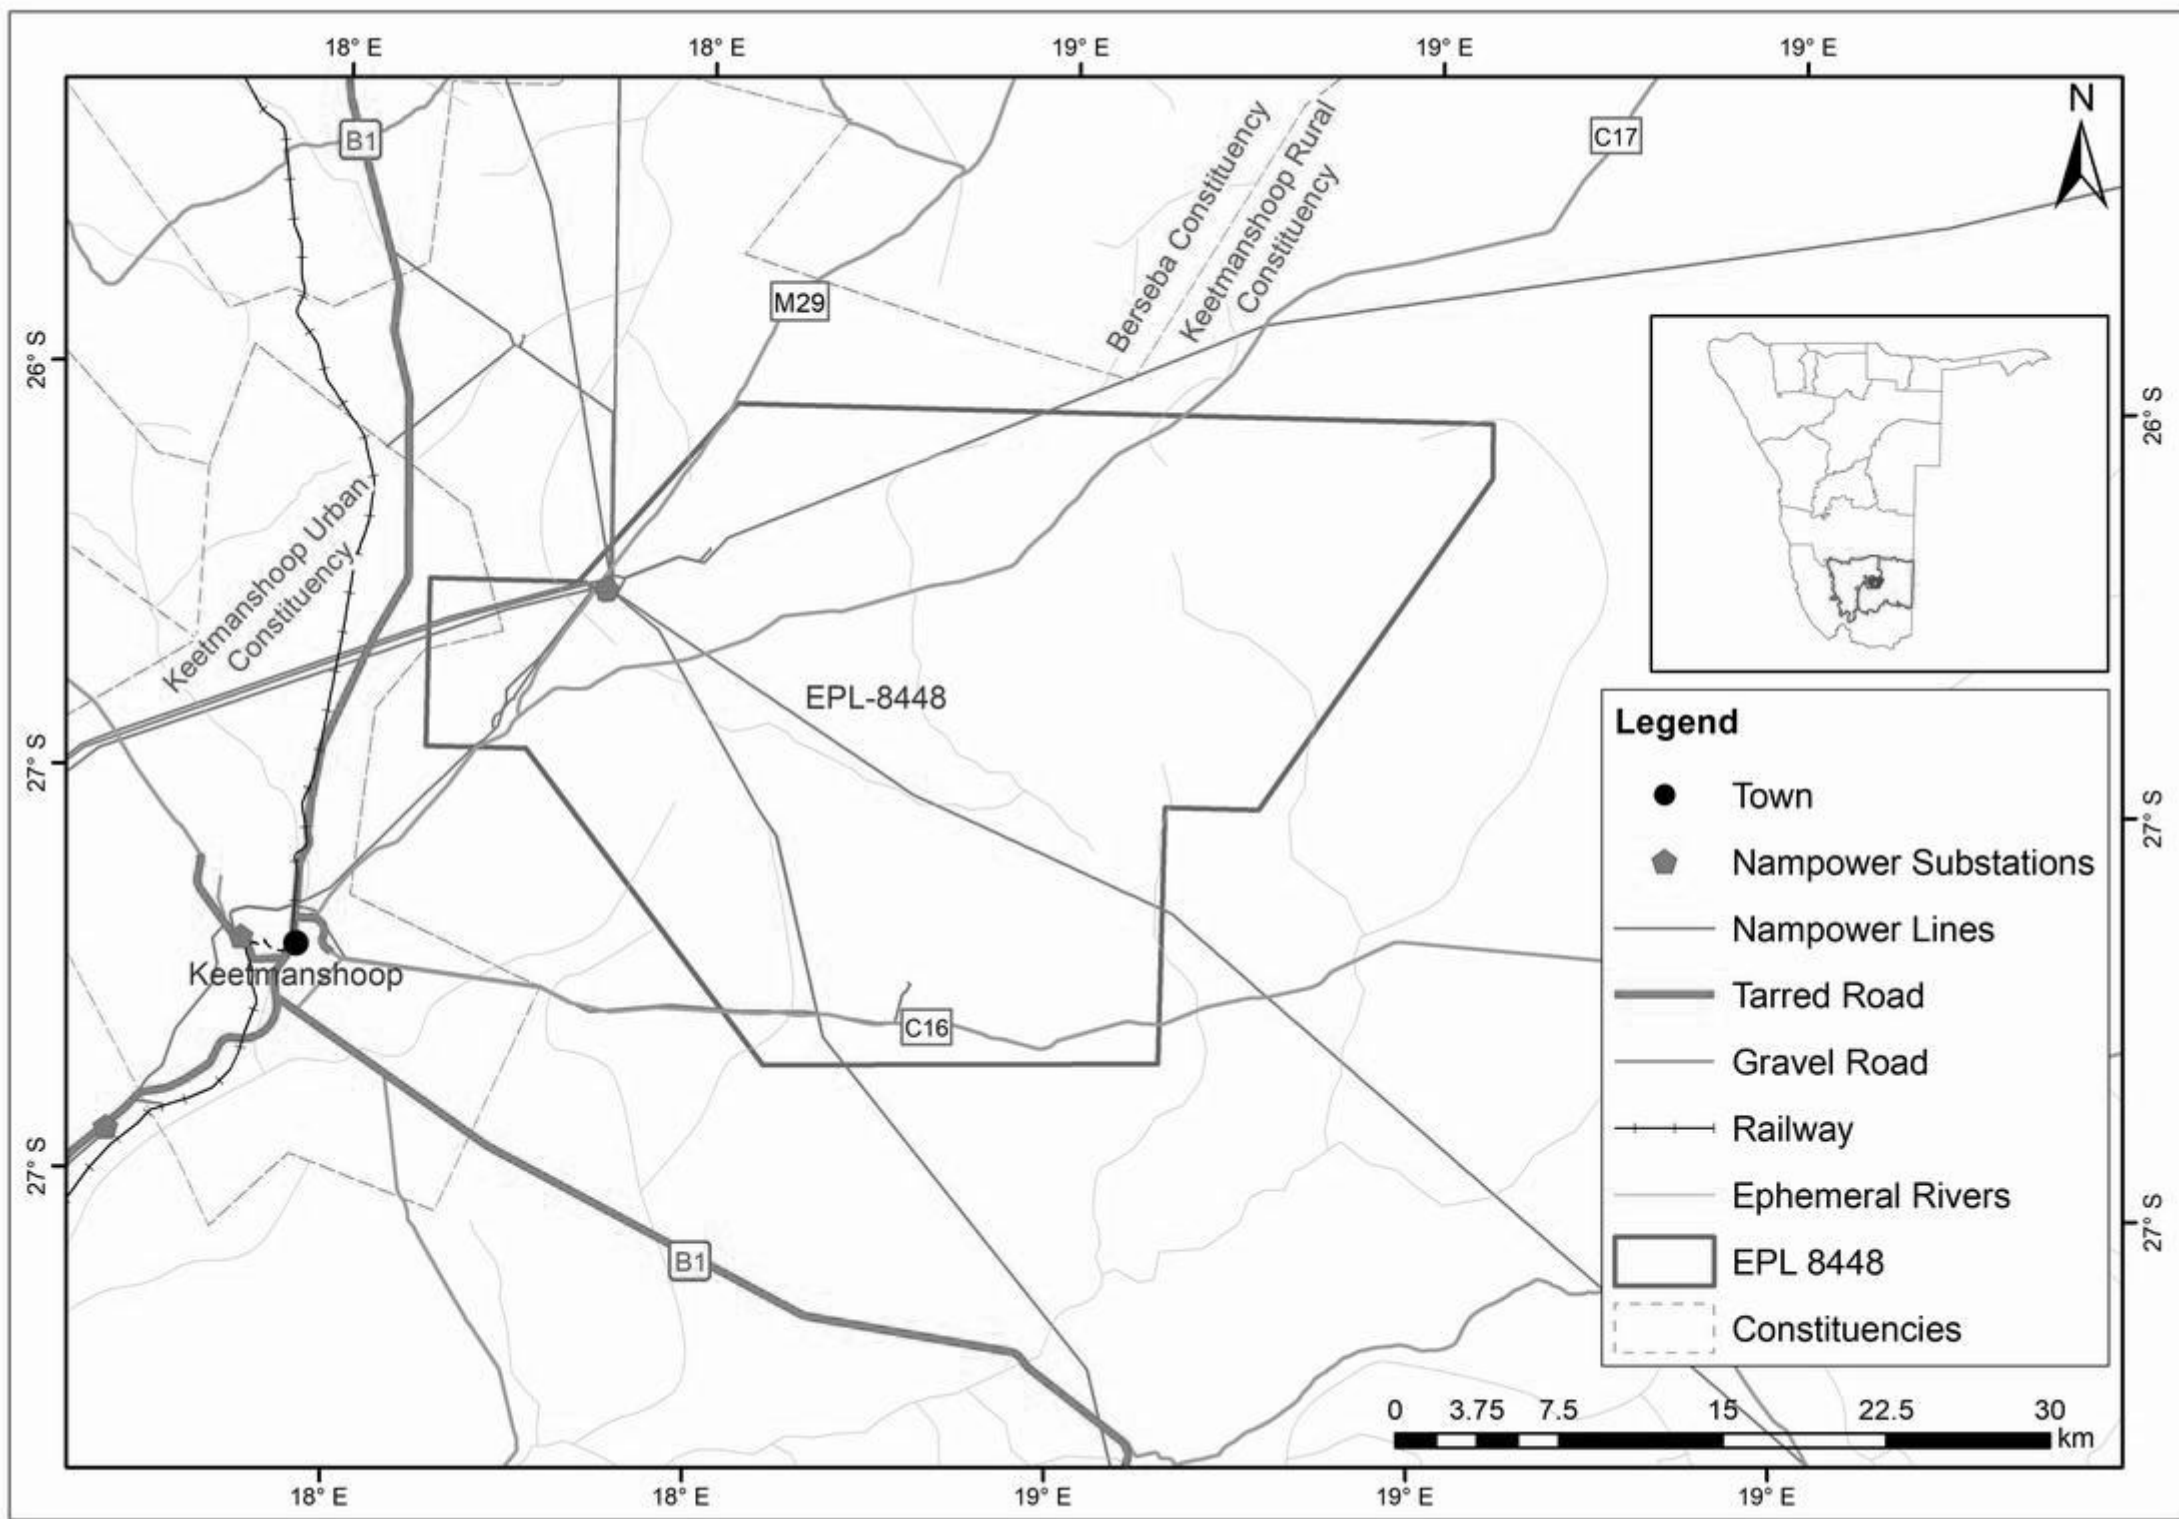 18° E
18° E
19° E
19° E
19° E
N
B1
C17
M29
Berseba Constituency
Keetmanshoop Rural
Constituency
26° S
26° S
Keetmanshoop Urban
Constituency
EPL-8448
27° S
27° S
Keetmanshoop
C16
27° S
27° S
B1
Legend
Town
Nampower Substations
Nampower Lines
Tarred Road
Gravel Road
Railway
Ephemeral Rivers
EPL 8448
Constituencies
0 3.75 7.5 15 22.5 30
km
18° E
18° E
19° E
19° E
19° E